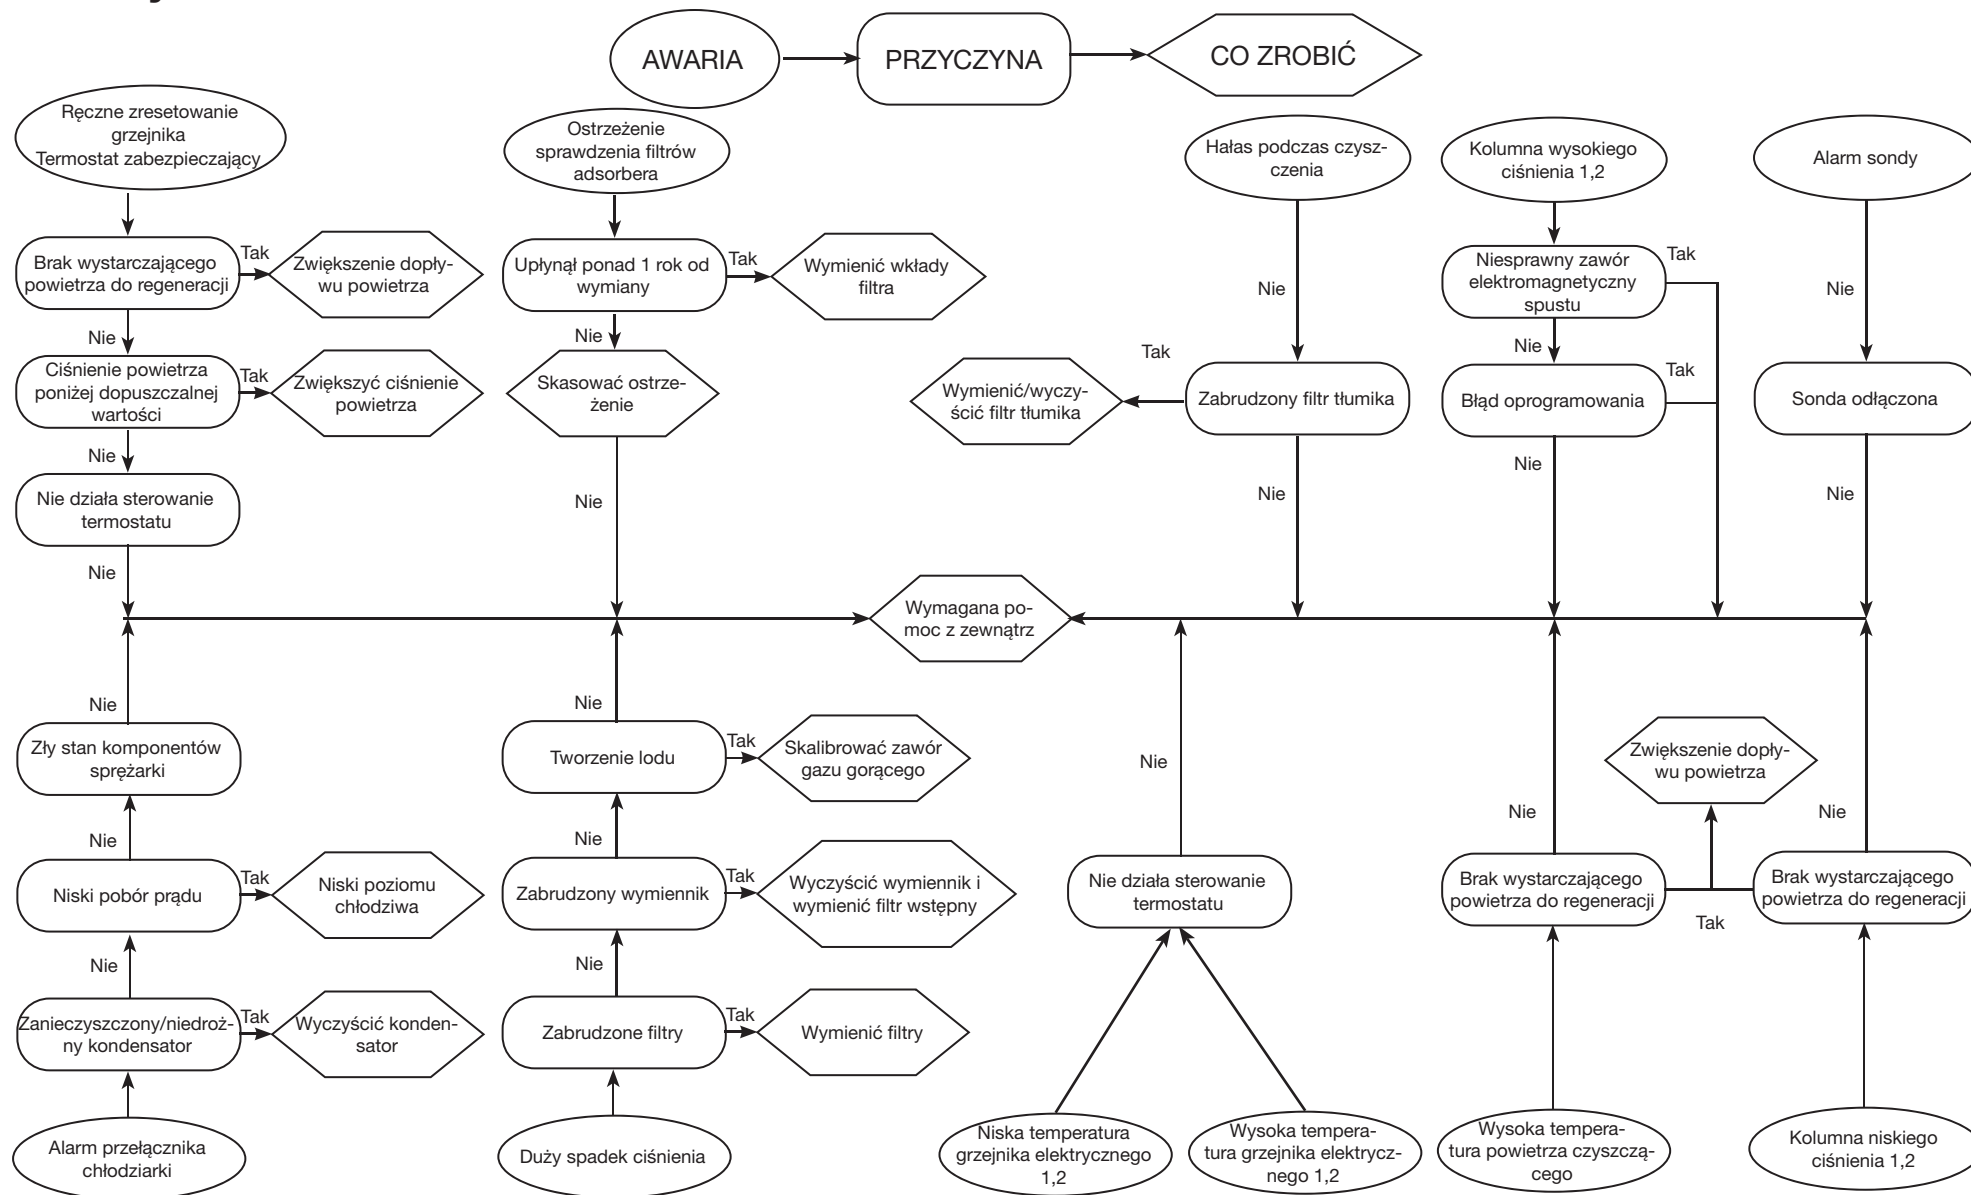 AWARIA
PRZYCZYNA
CO ZROBIĆ
Ręczne zresetowanie
grzejnika
Termostat zabezpieczający
Brak wystarczającego
powietrza do regeneracji
Tak
Zwiększenie dopły-
wu powietrza
Nie
Ciśnienie powietrza
poniżej dopuszczalnej
wartości
Tak
Zwiększyć ciśnienie
powietrza
Nie
Nie działa sterowanie
termostatu
Nie
Ostrzeżenie
sprawdzenia filtrów
adsorbera
Upłynął ponad 1 rok od
wymiany
Tak
Wymienić wkłady
filtra
Nie
Skasować ostrze-
żenie
Nie
Hałas podczas czysz-
czenia
Nie
Zabrudzony filtr tłumika
Tak
Wymienić/wyczy-
ścić filtr tłumika
Nie
Kolumna wysokiego
ciśnienia 1,2
Niesprawny zawór
elektromagnetyczny
spustu
Tak
Nie
Błąd oprogramowania
Tak
Nie
Alarm sondy
Nie
Sonda odłączona
Nie
Wymagana po-
moc z zewnątrz
Nie
Zły stan komponentów
sprężarki
Nie
Niski pobór prądu
Tak
Niski poziomu
chłodziwa
Nie
Zanieczyszczony/niedroż-
ny kondensator
Tak
Wyczyścić konden-
sator
Alarm przełącznika
chłodziarki
Nie
Tworzenie lodu
Tak
Skalibrować zawór
gazu gorącego
Nie
Zabrudzony wymiennik
Tak
Wyczyścić wymiennik i
wymienić filtr wstępny
Nie
Zabrudzone filtry
Tak
Wymienić filtry
Duży spadek ciśnienia
Nie
Nie działa sterowanie
termostatu
Niska temperatura
grzejnika elektrycznego
1,2
Wysoka tempera-
tura grzejnika elektrycz-
nego 1,2
Nie
Brak wystarczającego
powietrza do regeneracji
Wysoka tempera-
tura powietrza czyszczą-
cego
Zwiększenie dopły-
wu powietrza
Tak
Nie
Brak wystarczającego
powietrza do regeneracji
Kolumna niskiego
ciśnienia 1,2